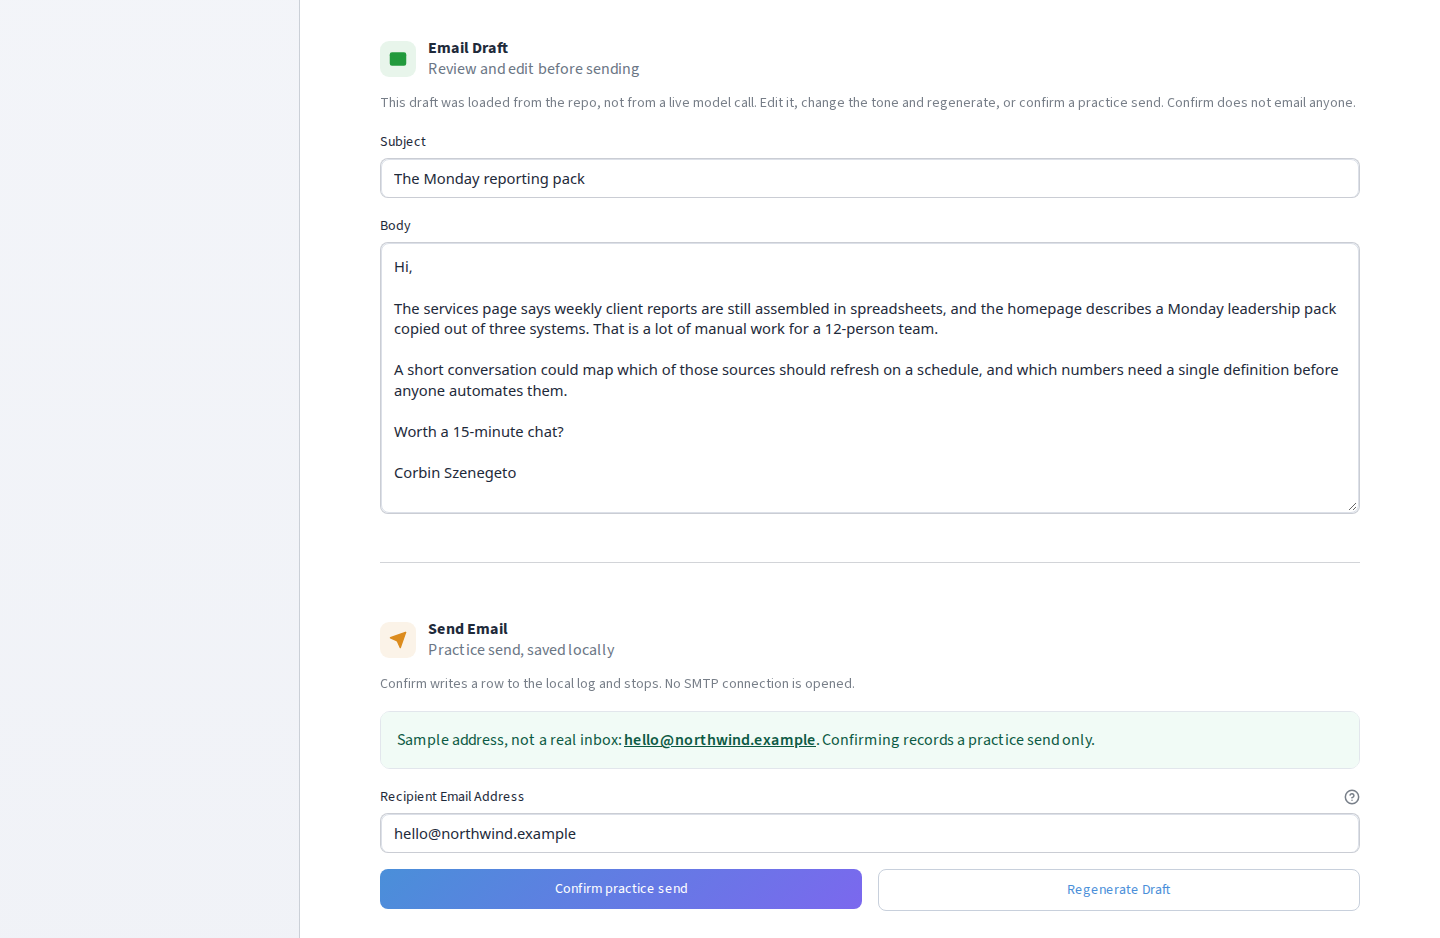 Email Draft
Review and edit before sending
This draft was loaded from the repo, not from a live model call. Edit it, change the tone and regenerate, or confirm a practice send. Confirm does not email anyone.
Subject
The Monday reporting pack
Body
Hi,
The services page says weekly client reports are still assembled in spreadsheets, and the homepage describes a Monday leadership pack
copied out of three systems. That is a lot of manual work for a 12-person team.
A short conversation could map which of those sources should refresh on a schedule, and which numbers need a single definition before
anyone automates them.
Worth a 15-minute chat?
Corbin Szenegeto
Send Email
Practice send, saved locally
Confirm writes a row to the local log and stops. No SMTP connection is opened.
Sample address, not a real inbox: hello@northwind.example. Confirming records a practice send only.
Recipient Email Address
hello@northwind.example
Confirm practice send
Regenerate Draft